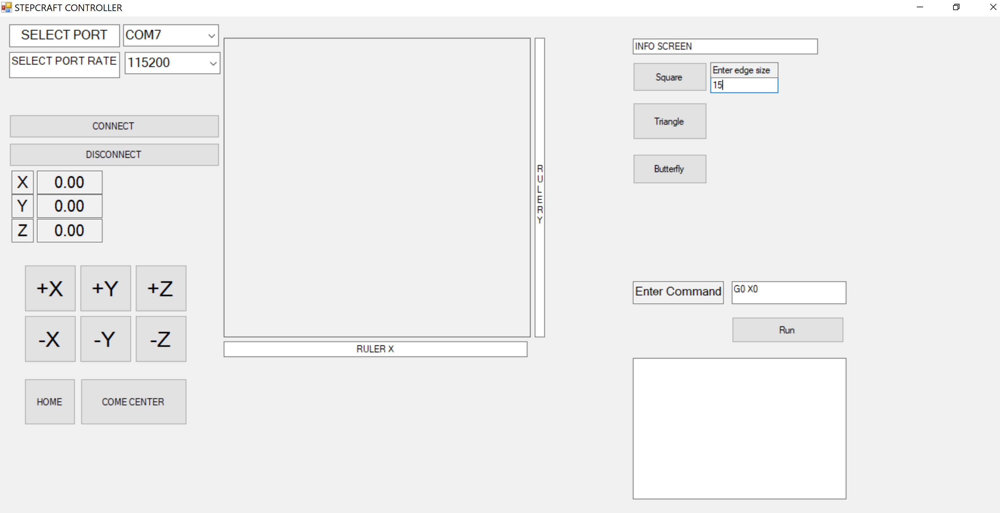 STEPCRAFT CONTROLLER
SELECT PORT
COM7
SELECT PORT RATE
115200
CONNECT
DISCONNECT
X
0.00
Y
0.00
Z
0.00
+X
+Y
+Z
-X
-Y
-Z
HOME
COME CENTER
R
U
L
E
R
Y
RULER X
INFO SCREEN
Square
Enter edge size
15
Triangle
Butterfly
Enter Command
G0 X0
Run